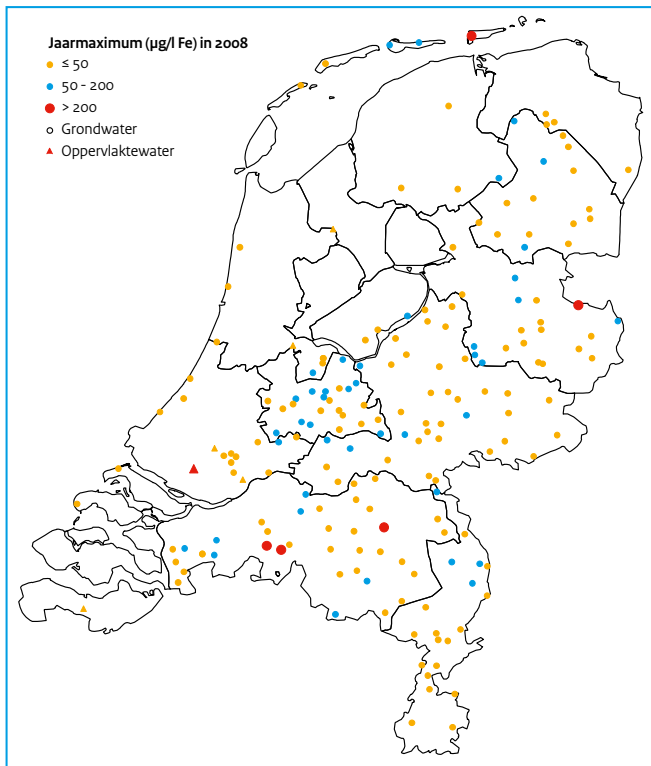 Jaarmaximum (µg/l Fe) in 2008
≤ 50
50 - 200
> 200
Grondwater
Oppervlaktewater